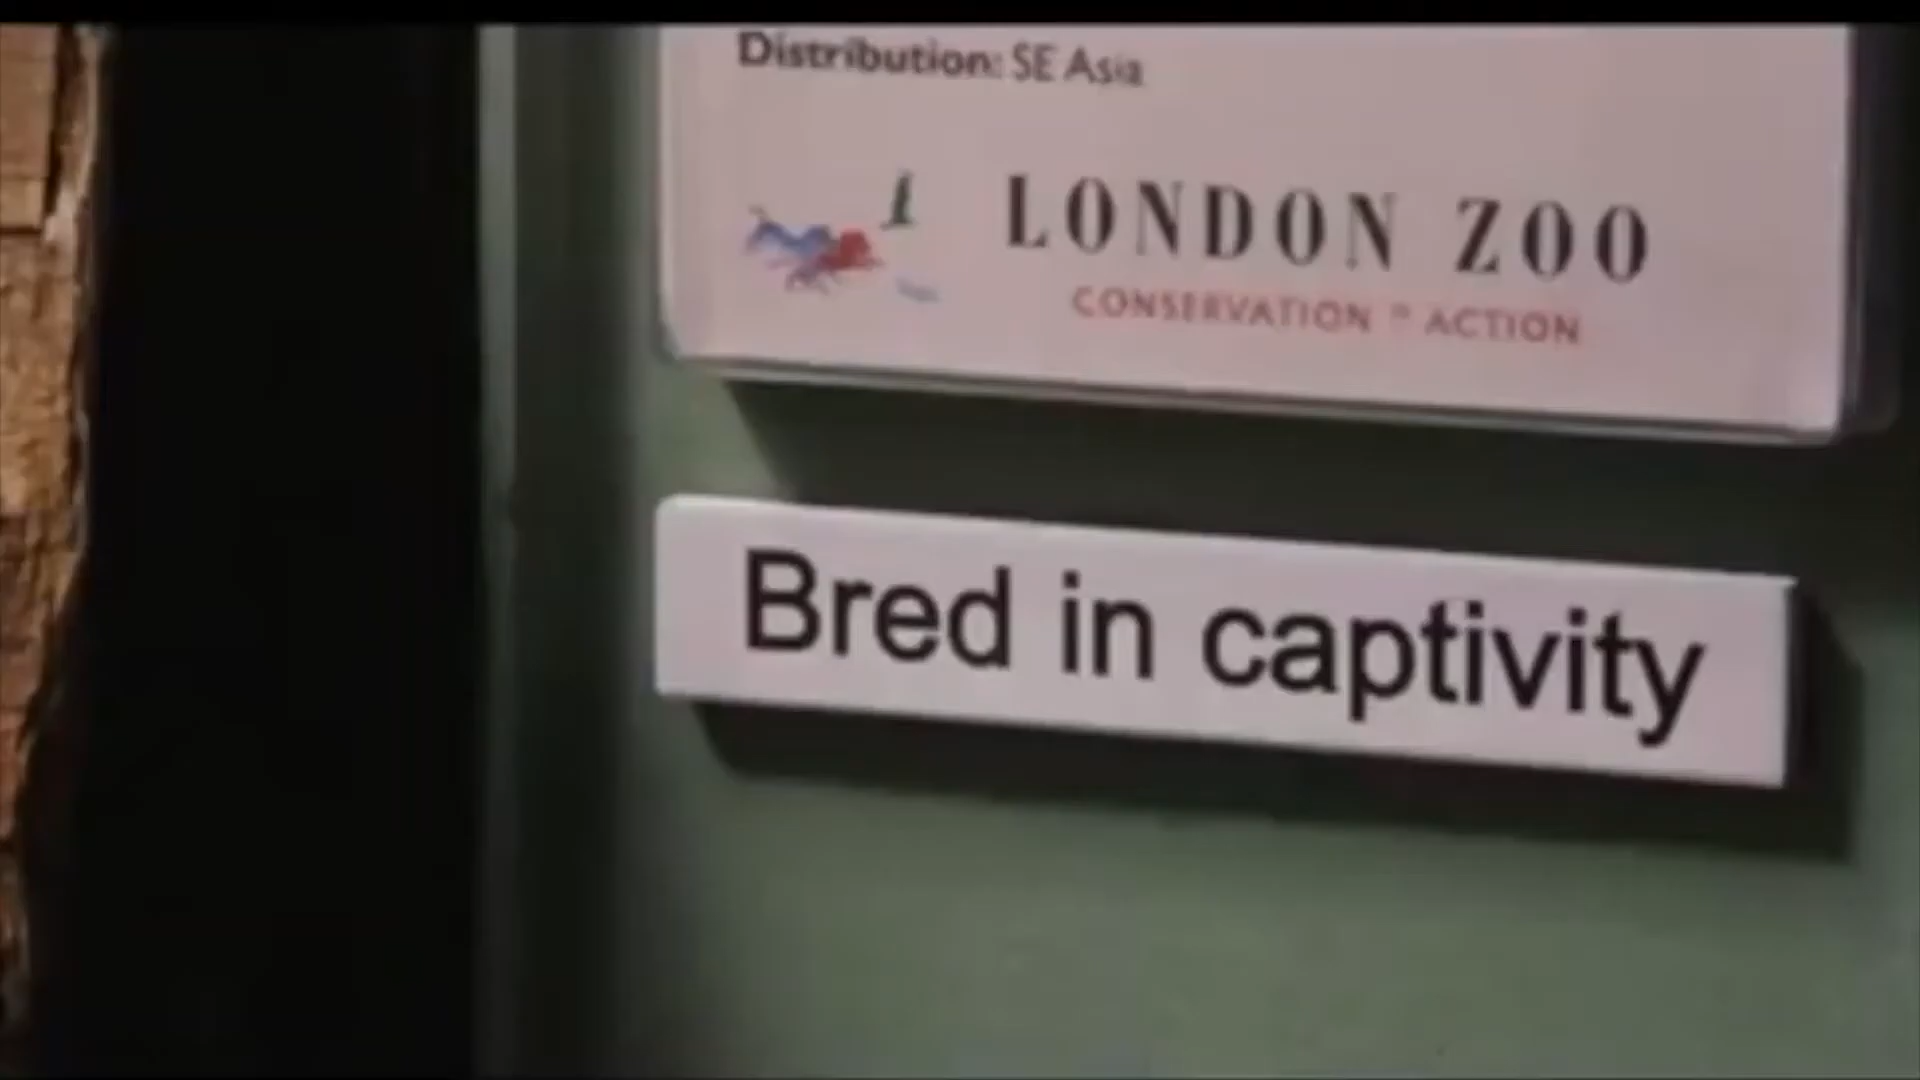 Distribution: SE Asia
LONDON ZOO
CONSERVATION IN ACTION
Bred in captivity